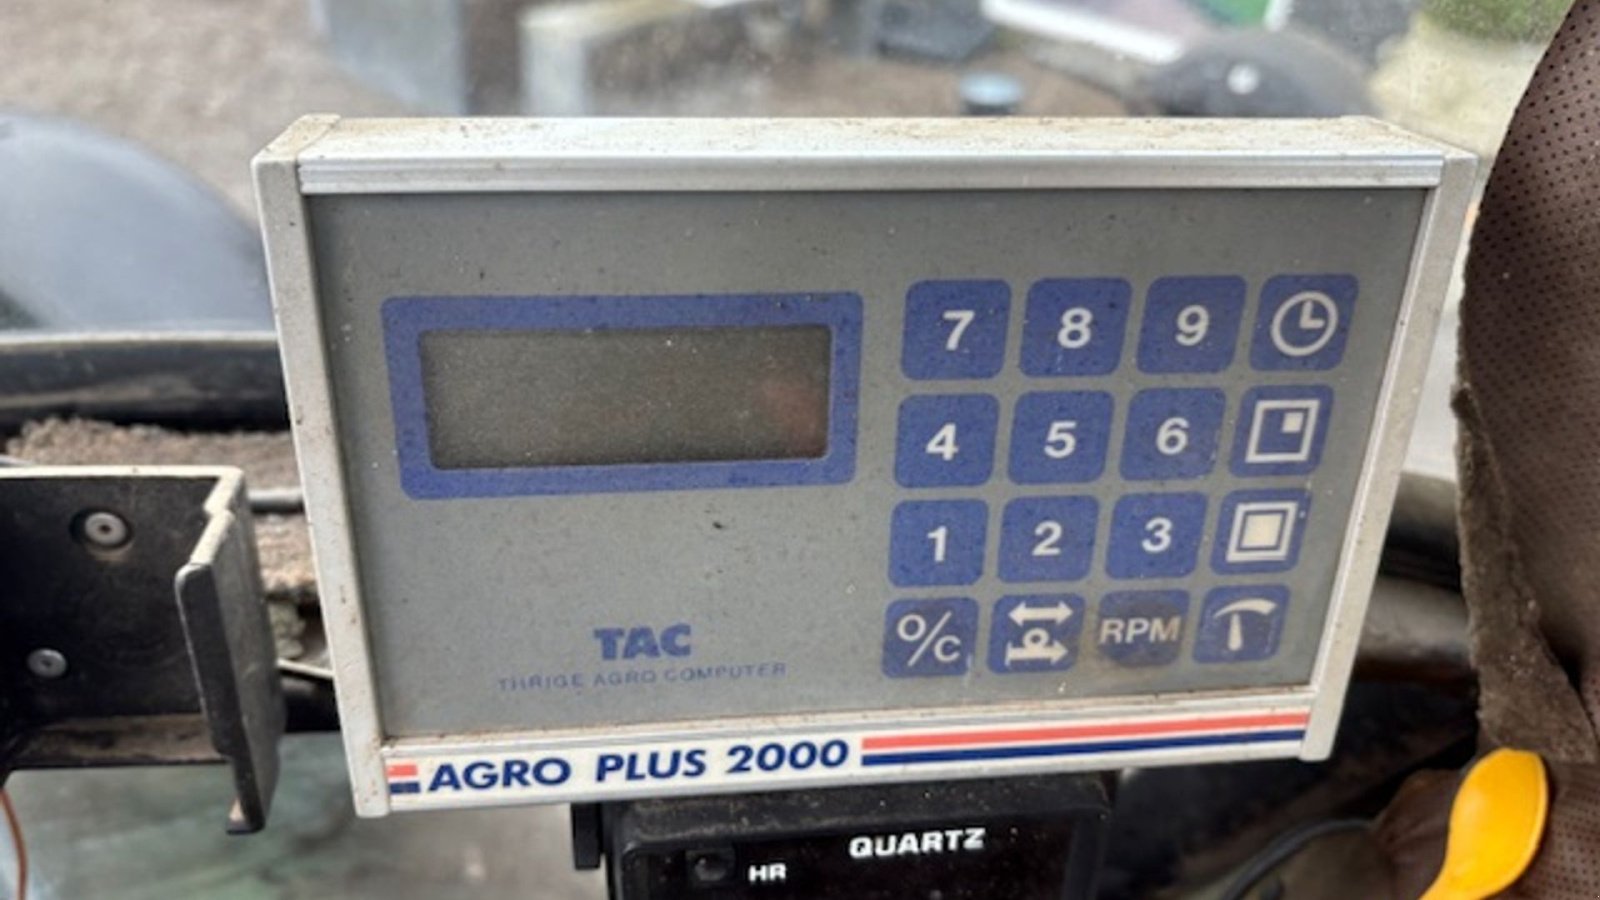 7 8 9
4 5 6
1 2 3
O/C RPM
TAC
THRIGE AGRO COMPUTER
AGRO PLUS 2000
QUARTZ
HR